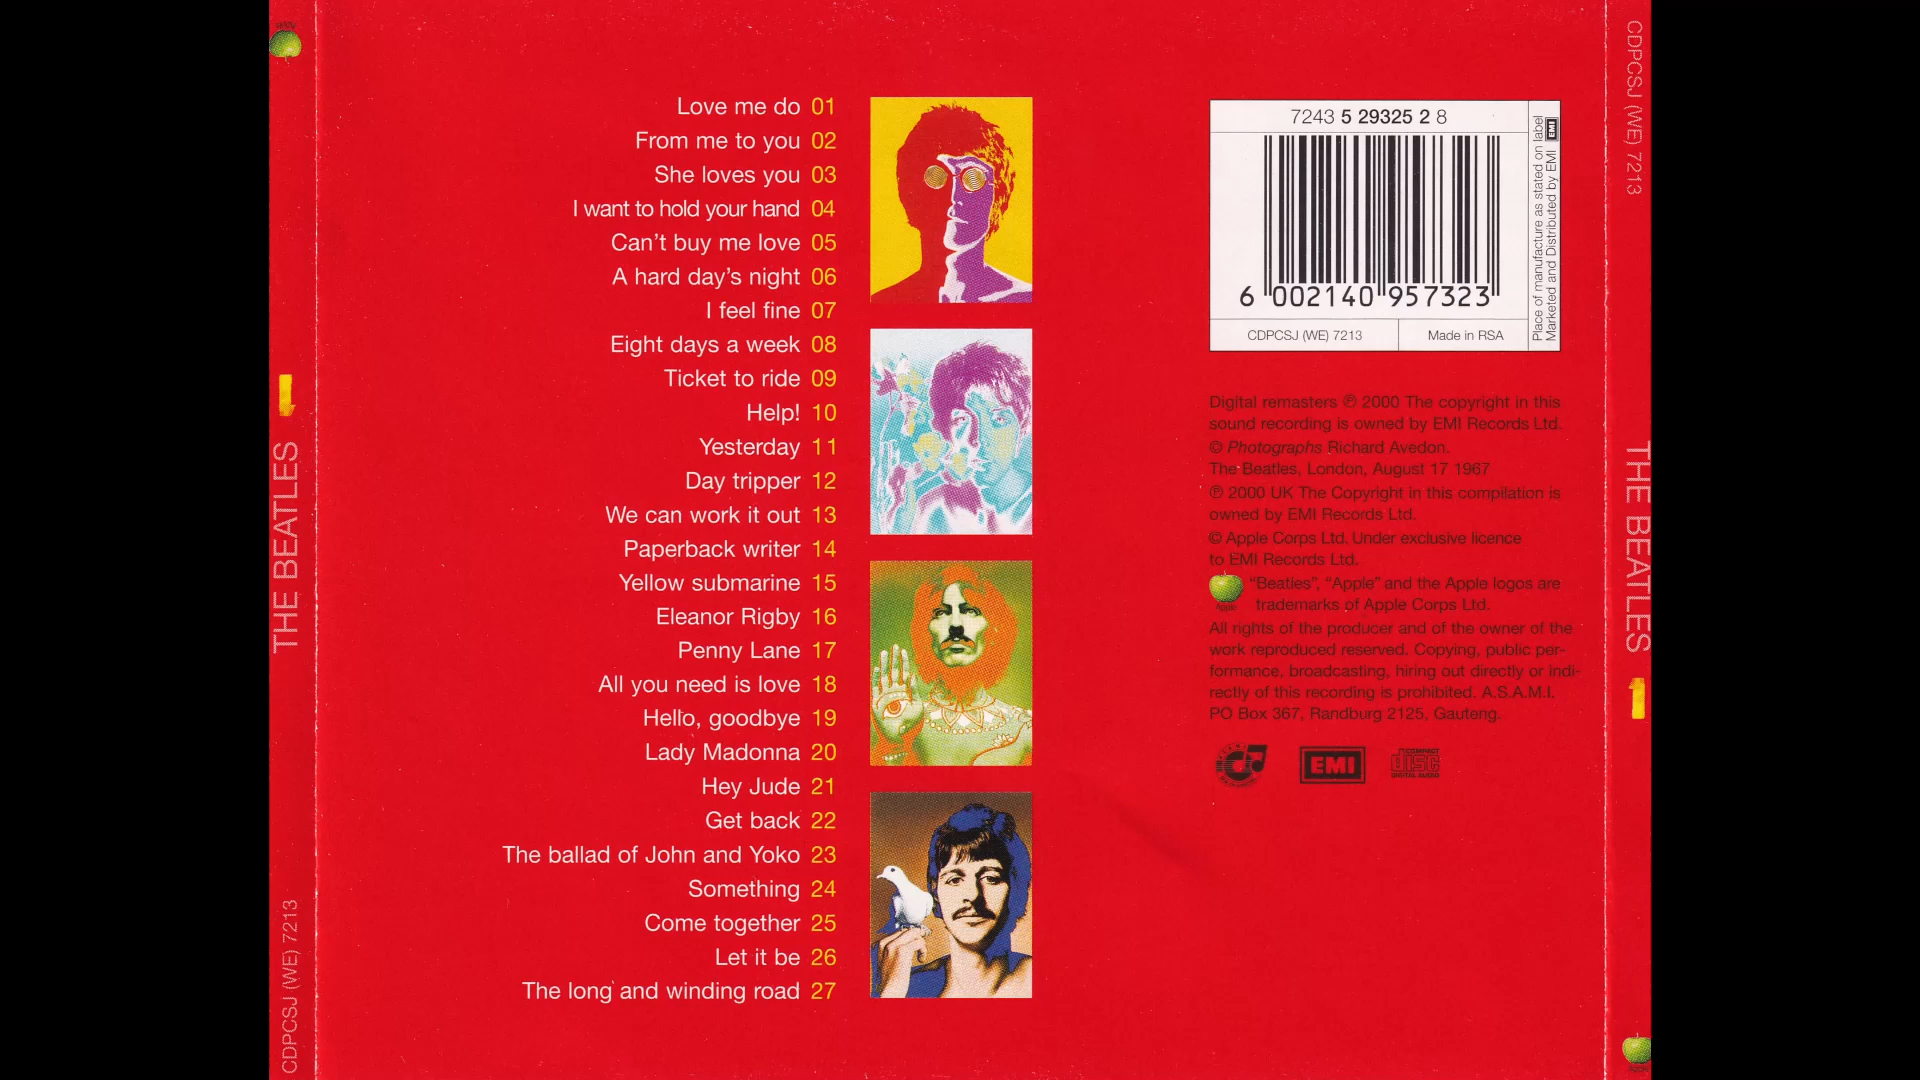 CDPCSJ (WE) 7213
THE BEATLES
1
Love me do 01
From me to you 02
She loves you 03
I want to hold your hand 04
Can't buy me love 05
A hard day's night 06
I feel fine 07
Eight days a week 08
Ticket to ride 09
Help! 10
Yesterday 11
Day tripper 12
We can work it out 13
Paperback writer 14
Yellow submarine 15
Eleanor Rigby 16
Penny Lane 17
All you need is love 18
Hello, goodbye 19
Lady Madonna 20
Hey Jude 21
Get back 22
The ballad of John and Yoko 23
Something 24
Come together 25
Let it be 26
The long and winding road 27
7243 5 29325 2 8
6 002140 957323
CDPCSJ (WE) 7213
Made in RSA
Place of manufacture as stated on label
Marketed and Distributed by EMI
EMI
Digital remasters ℗ 2000 The copyright in this
sound recording is owned by EMI Records Ltd.
© Photographs Richard Avedon.
The Beatles, London, August 17 1967
℗ 2000 UK The Copyright in this compilation is
owned by EMI Records Ltd.
© Apple Corps Ltd. Under exclusive licence
to EMI Records Ltd.
"Beatles", "Apple" and the Apple logos are
trademarks of Apple Corps Ltd.
All rights of the producer and of the owner of the
work reproduced reserved. Copying, public per-
formance, broadcasting, hiring out directly or indi-
rectly of this recording is prohibited. A.S.A.M.I.
PO Box 367, Randburg 2125, Gauteng.
EMI
COMPACT
disc
DIGITAL AUDIO
CDPCSJ (WE) 7213
THE BEATLES
1